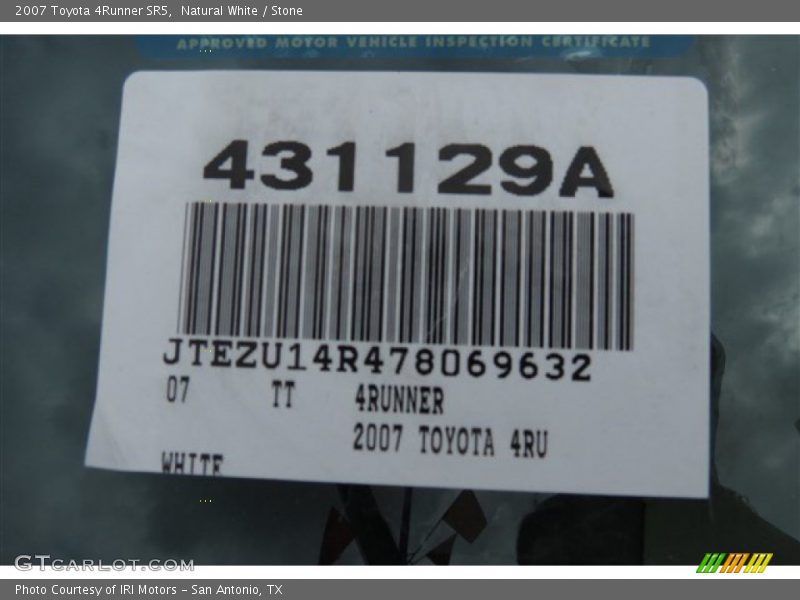 2007 Toyota 4Runner SR5,  Natural White / Stone
APPROVED MOTOR VEHICLE INSPECTION CERTIFICATE
431129A
JTEZU14R478069632
07 TT 4RUNNER
2007 TOYOTA 4RU
WHITE
GTcarlot.com
Photo Courtesy of IRI Motors – San Antonio, TX